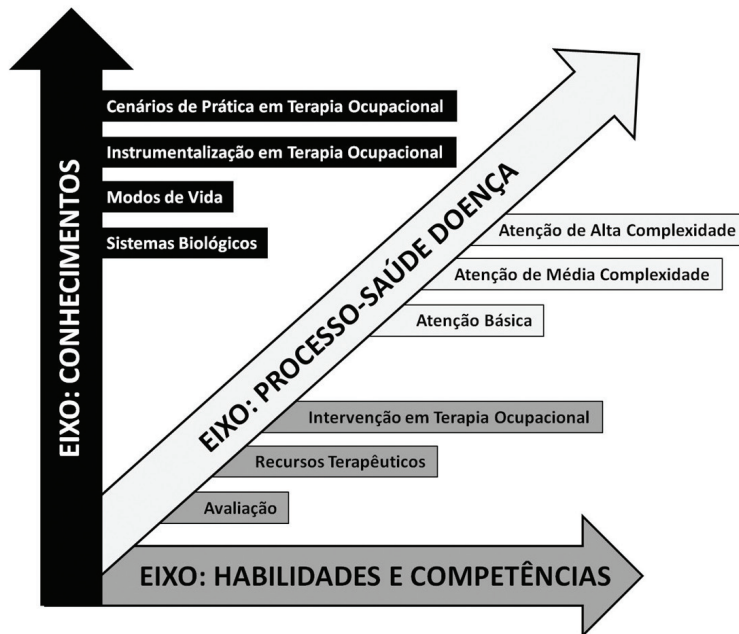 Cenários de Prática em Terapia Ocupacional
Instrumentalização em Terapia Ocupacional
Modos de Vida
Sistemas Biológicos
EIXO: CONHECIMENTOS
EIXO: PROCESSO-SAÚDE DOENÇA
Atenção de Alta Complexidade
Atenção de Média Complexidade
Atenção Básica
Intervenção em Terapia Ocupacional
Recursos Terapêuticos
Avaliação
EIXO: HABILIDADES E COMPETÊNCIAS